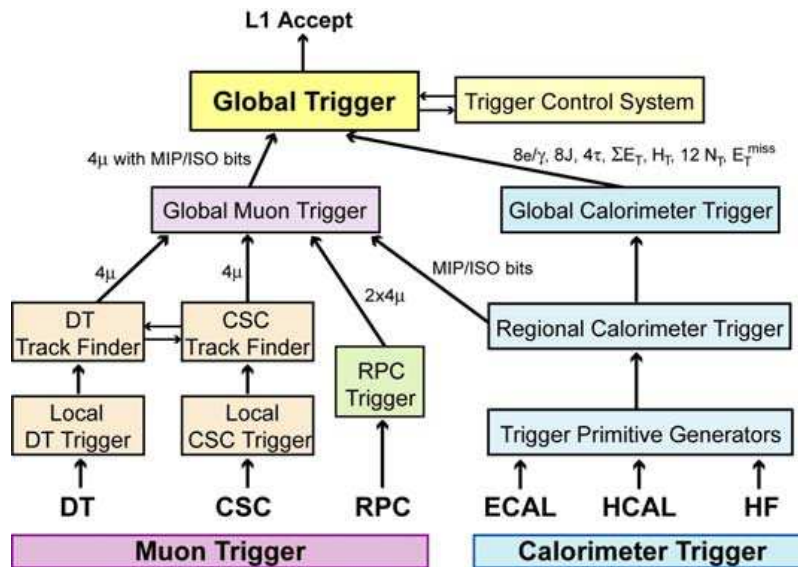 L1 Accept
Global Trigger
Trigger Control System
4μ with MIP/ISO bits
8e/γ, 8J, 4τ, ΣE_T, H_T, 12 N_T, E_T^miss
Global Muon Trigger
Global Calorimeter Trigger
4μ
4μ
MIP/ISO bits
2x4μ
DT
Track Finder
CSC
Track Finder
Regional Calorimeter Trigger
RPC
Trigger
Local
DT Trigger
Local
CSC Trigger
Trigger Primitive Generators
DT
CSC
RPC
ECAL
HCAL
HF
Muon Trigger
Calorimeter Trigger